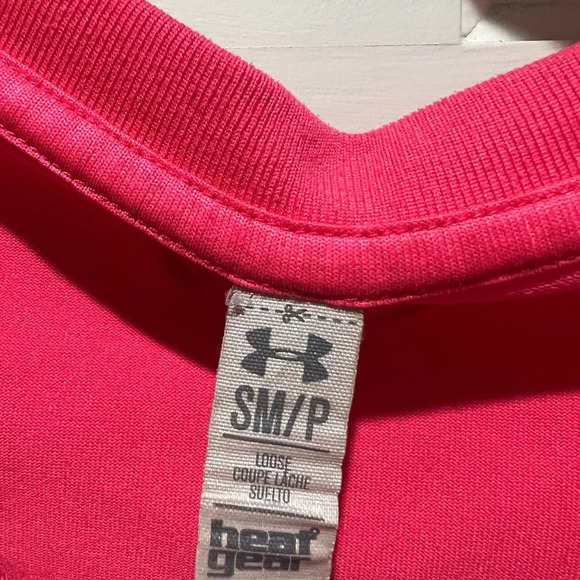 SM/P
LOOSE
COUPE LÂCHE
SUELTO
heat
gear